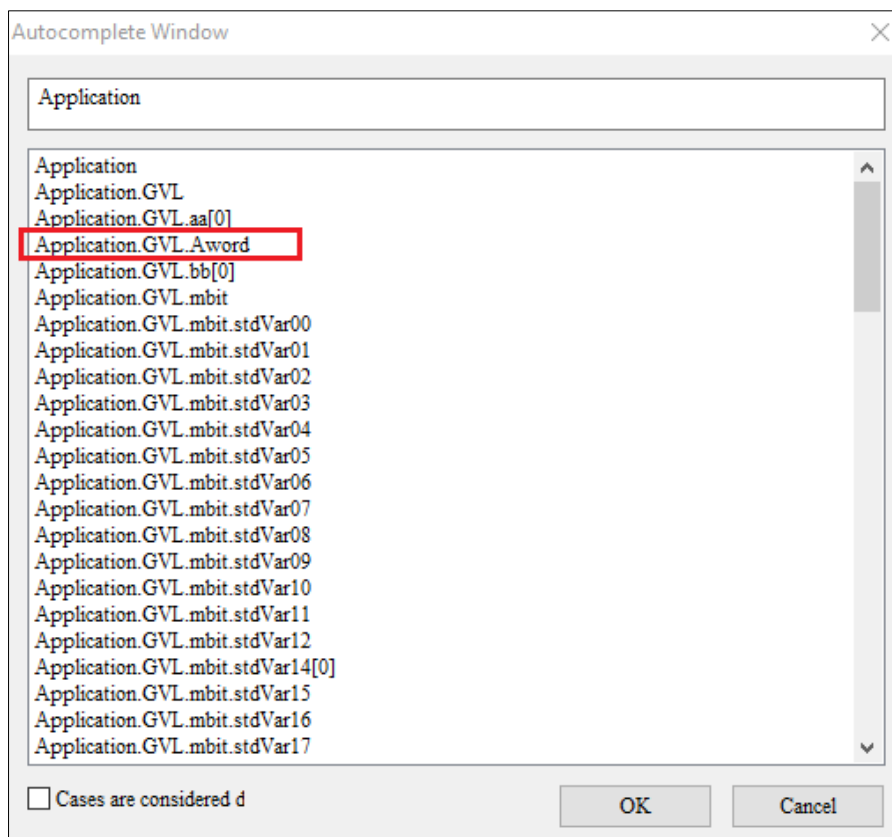 Autocomplete Window
Application
Application
Application.GVL
Application.GVL.aa[0]
Application.GVL.Aword
Application.GVL.bb[0]
Application.GVL.mbit
Application.GVL.mbit.stdVar00
Application.GVL.mbit.stdVar01
Application.GVL.mbit.stdVar02
Application.GVL.mbit.stdVar03
Application.GVL.mbit.stdVar04
Application.GVL.mbit.stdVar05
Application.GVL.mbit.stdVar06
Application.GVL.mbit.stdVar07
Application.GVL.mbit.stdVar08
Application.GVL.mbit.stdVar09
Application.GVL.mbit.stdVar10
Application.GVL.mbit.stdVar11
Application.GVL.mbit.stdVar12
Application.GVL.mbit.stdVar14[0]
Application.GVL.mbit.stdVar15
Application.GVL.mbit.stdVar16
Application.GVL.mbit.stdVar17
Cases are considered d
OK
Cancel